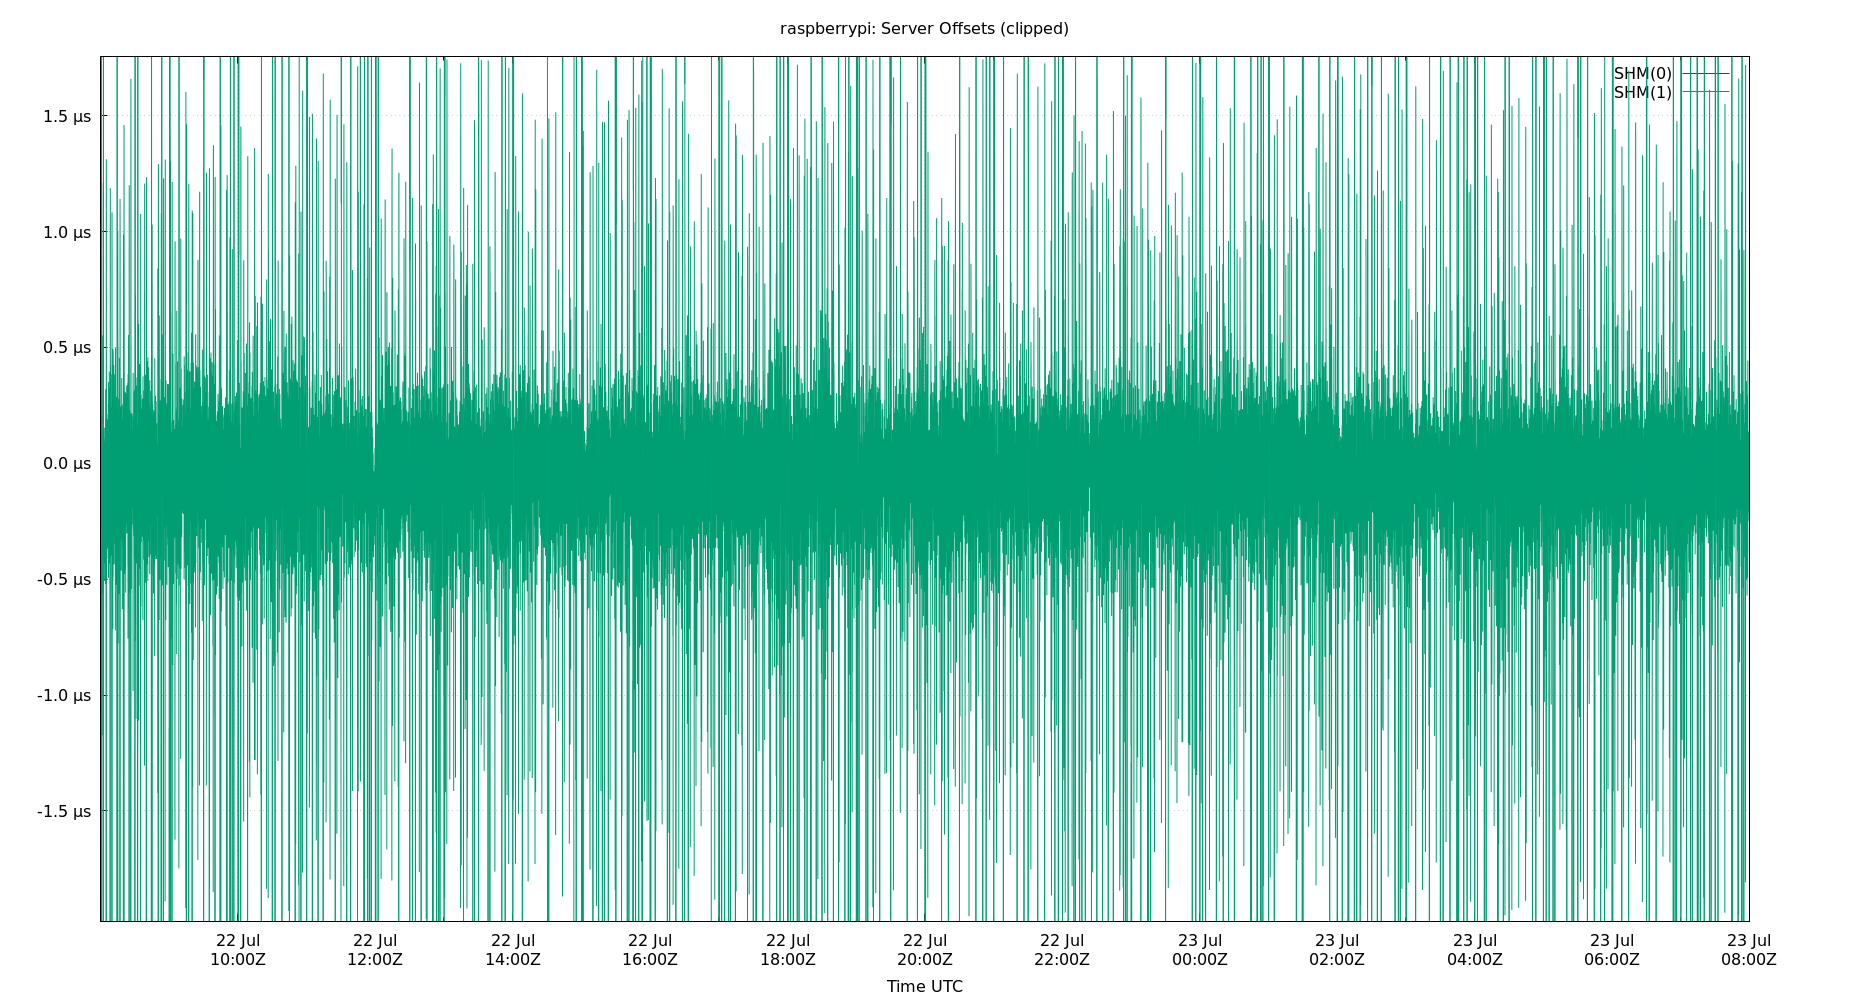 raspberrypi: Server Offsets (clipped)
SHM(0)
SHM(1)
1.5 µs
1.0 µs
0.5 µs
0.0 µs
-0.5 µs
-1.0 µs
-1.5 µs
22 Jul 22 Jul 22 Jul 22 Jul 22 Jul 22 Jul 22 Jul 23 Jul 23 Jul 23 Jul 23 Jul 23 Jul
10:00Z 12:00Z 14:00Z 16:00Z 18:00Z 20:00Z 22:00Z 00:00Z 02:00Z 04:00Z 06:00Z 08:00Z
Time UTC